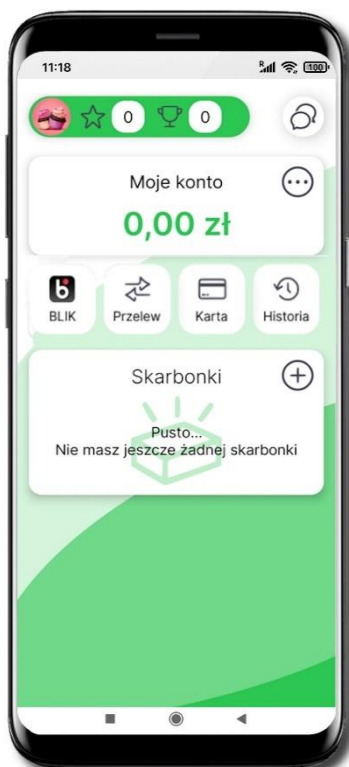 11:18
R
100
0
0
Moje konto
0,00 zł
BLIK
Przelew
Karta
Historia
Skarbonki
Pusto...
Nie masz jeszcze żadnej skarbonki